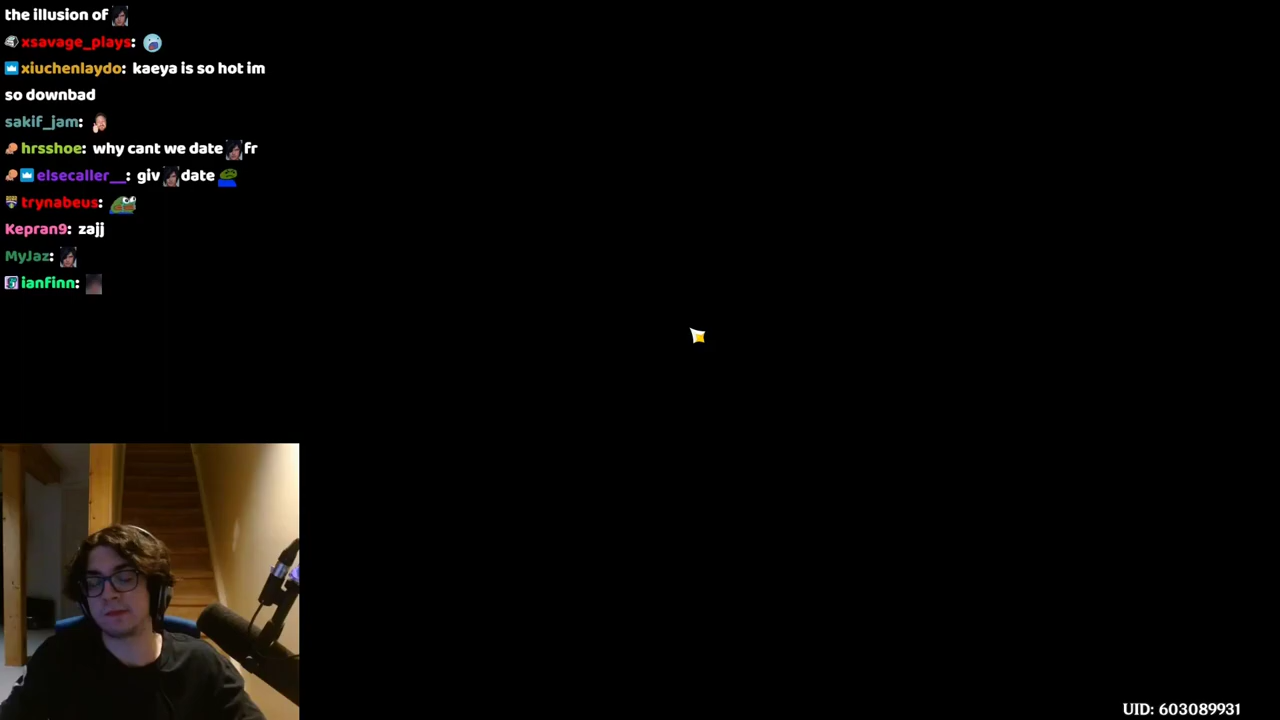 the illusion of
xsavage_plays:
xiuchenlaydo: kaeya is so hot im
so downbad
sakif_jam:
hrsshoe: why cant we date fr
elsecaller__: giv date
trynabeus:
Kepran9: zajj
MyJaz:
ianfinn:
UID: 603089931